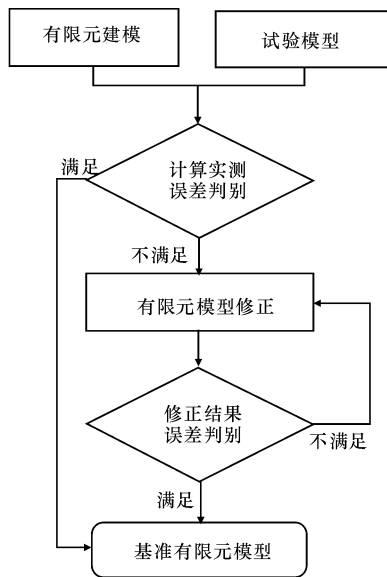 有限元建模
试验模型
计算实测
误差判别
满足
不满足
有限元模型修正
修正结果
误差判别
不满足
满足
基准有限元模型